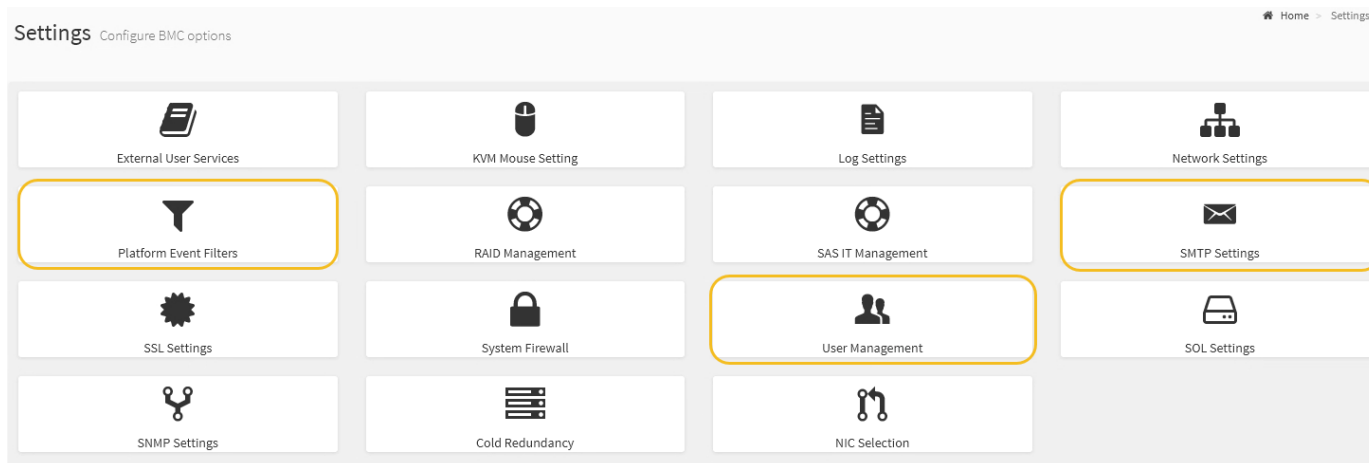 Home > Settings
Settings Configure BMC options
External User Services
KVM Mouse Setting
Log Settings
Network Settings
Platform Event Filters
RAID Management
SAS IT Management
SMTP Settings
SSL Settings
System Firewall
User Management
SOL Settings
SNMP Settings
Cold Redundancy
NIC Selection